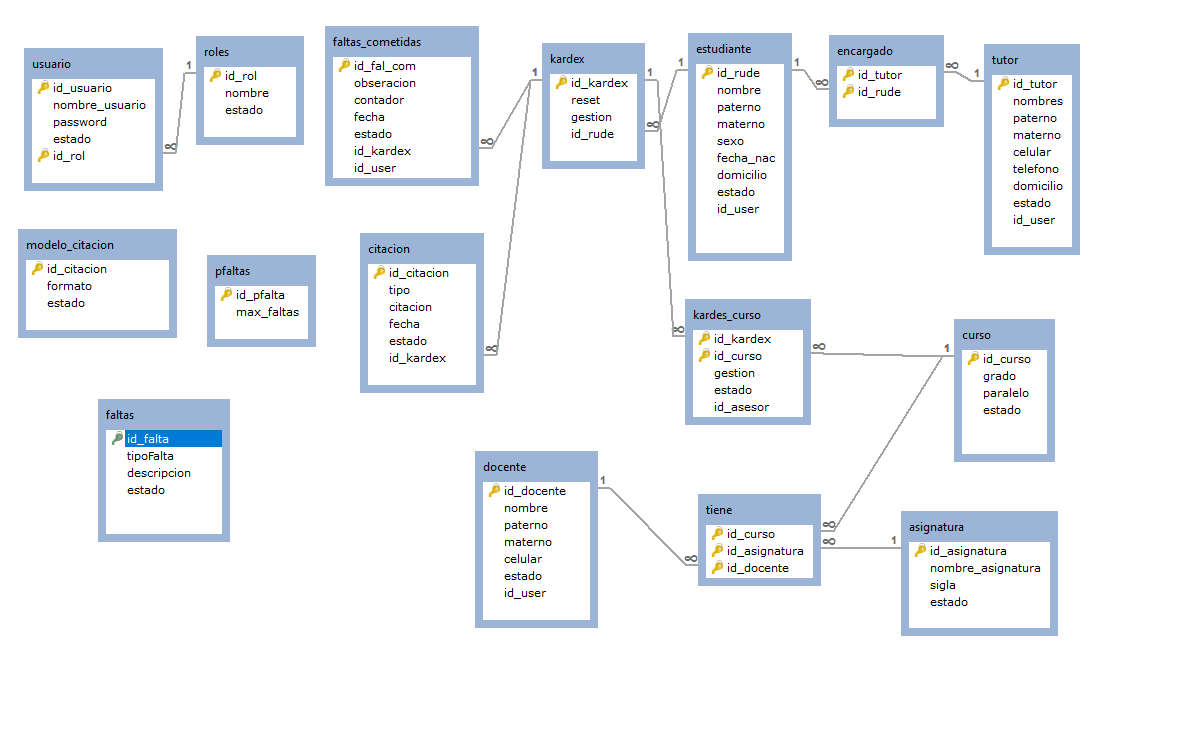 usuario
id_usuario
nombre_usuario
password
estado
id_rol
1
∞
roles
id_rol
nombre
estado
faltas_cometidas
id_fal_com
obseracion
contador
fecha
estado
id_kardex
id_user
∞
1
kardex
id_kardex
reset
gestion
id_rude
1
∞
1
estudiante
id_rude
nombre
paterno
materno
sexo
fecha_nac
domicilio
estado
id_user
1
∞
encargado
id_tutor
id_rude
∞
1
tutor
id_tutor
nombres
paterno
materno
celular
telefono
domicilio
estado
id_user
modelo_citacion
id_citacion
formato
estado
pfaltas
id_pfalta
max_faltas
citacion
id_citacion
tipo
citacion
fecha
estado
id_kardex
∞
∞
kardes_curso
id_kardex
id_curso
gestion
estado
id_asesor
∞
1
curso
id_curso
grado
paralelo
estado
faltas
id_falta
tipoFalta
descripcion
estado
docente
id_docente
nombre
paterno
materno
celular
estado
id_user
1
∞
tiene
id_curso
id_asignatura
id_docente
∞
∞
1
asignatura
id_asignatura
nombre_asignatura
sigla
estado